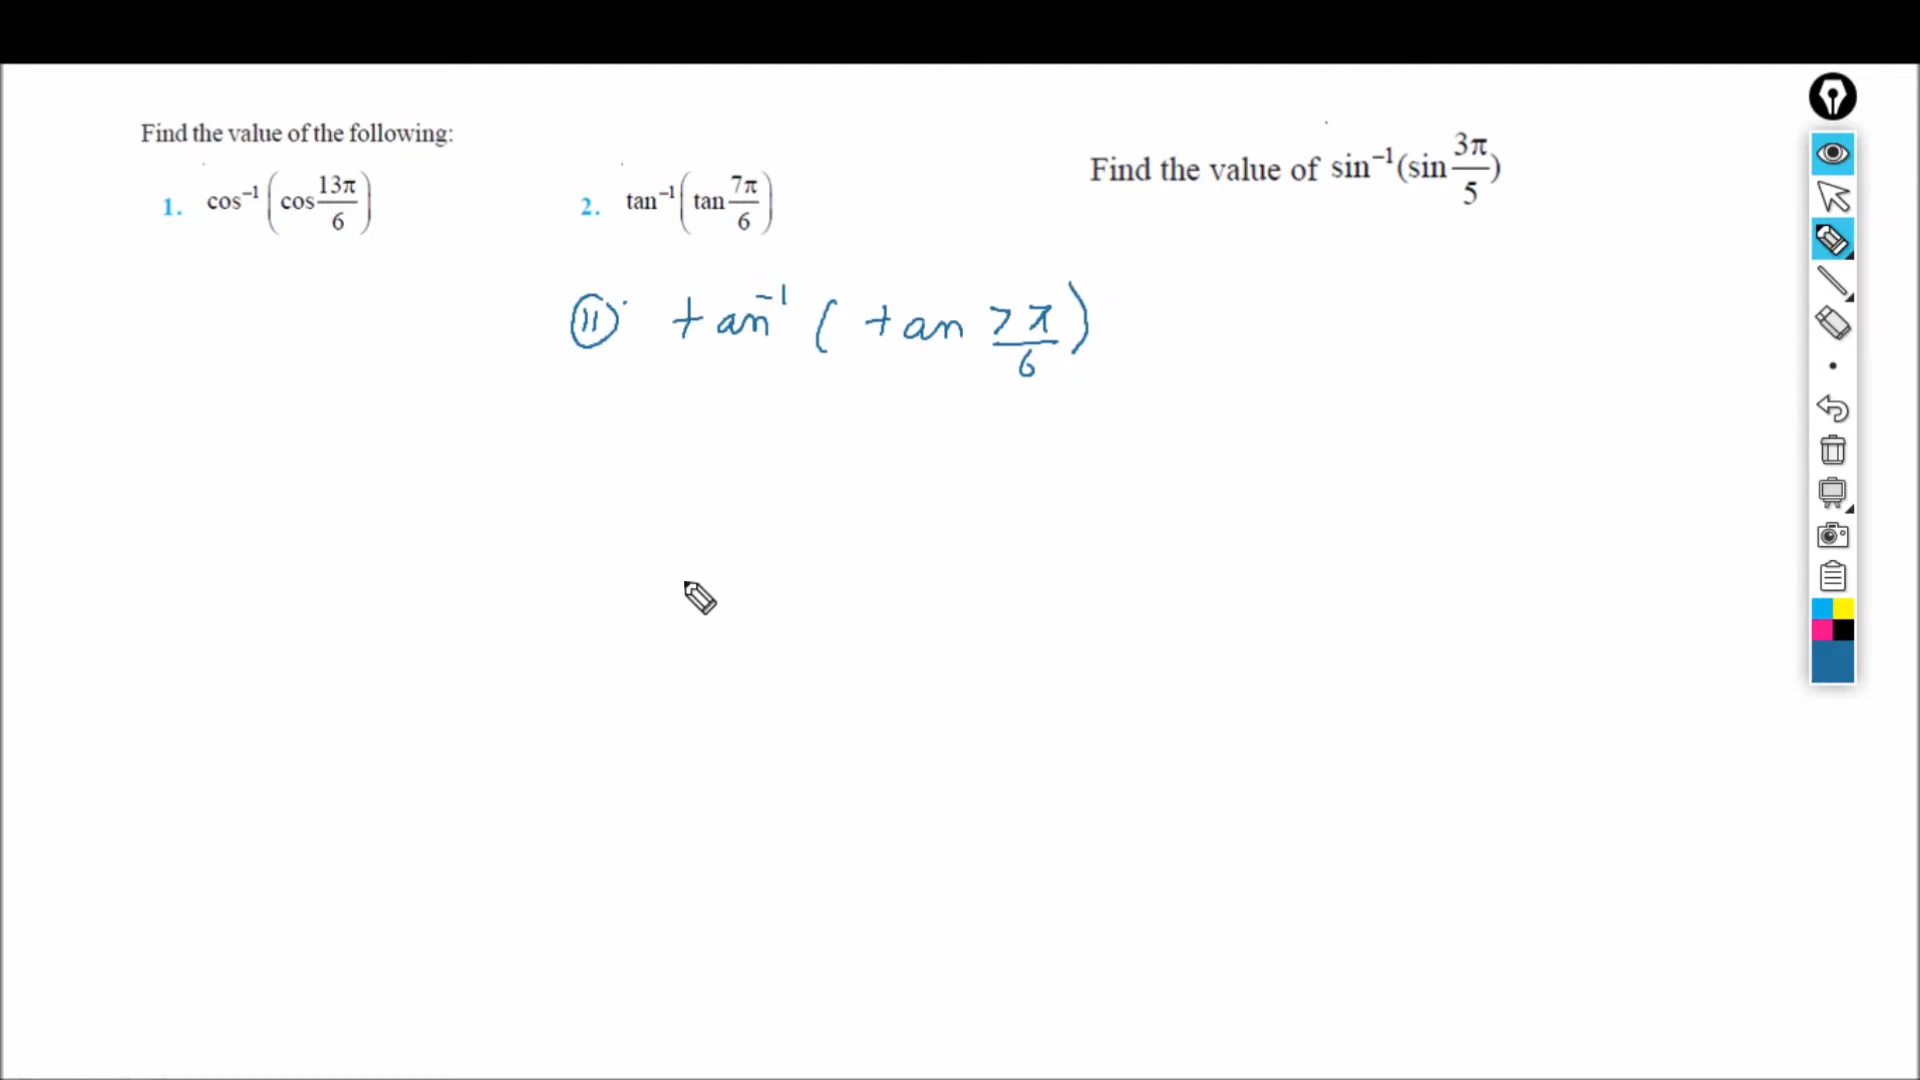 Find the value of the following:
1. cos⁻¹(cos 13π/6)
2. tan⁻¹(tan 7π/6)
Find the value of sin⁻¹(sin 3π/5)
(ii) tan⁻¹ ( tan 7π/6 )